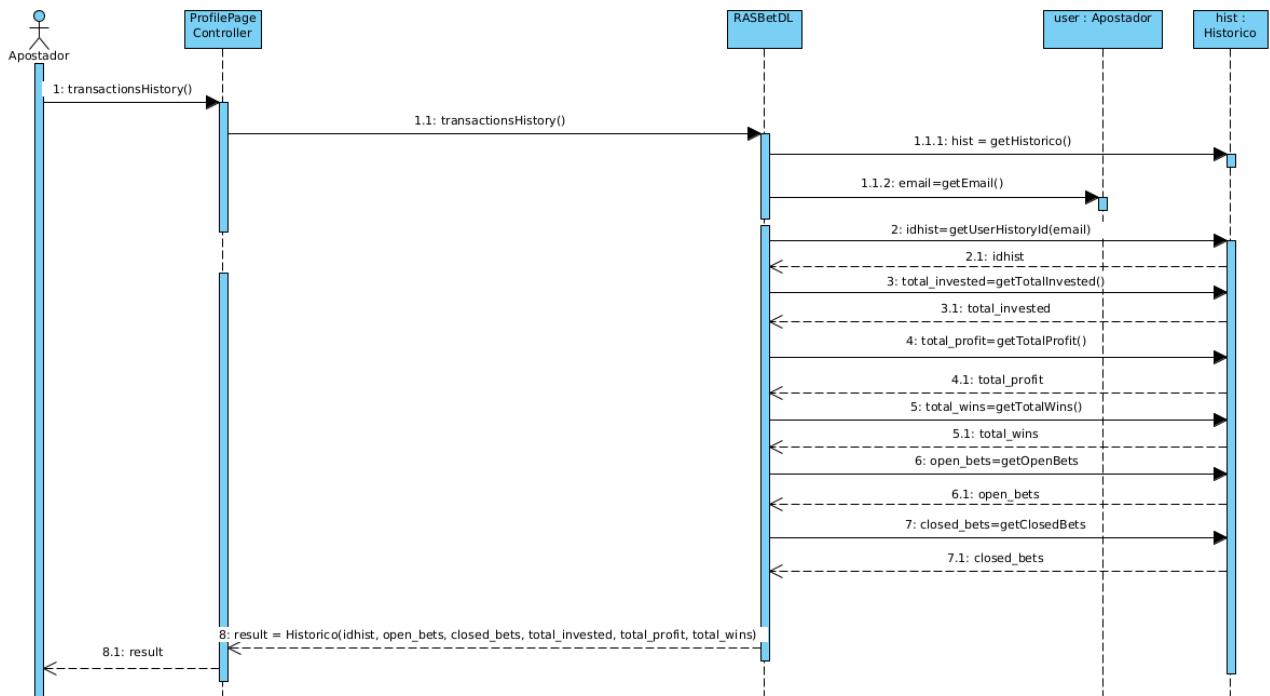 ProfilePage
Controller
RASBetDL
user : Apostador
hist :
Historico
Apostador
1: transactionsHistory()
1.1: transactionsHistory()
1.1.1: hist = getHistorico()
1.1.2: email=getEmail()
2: idhist=getUserHistoryId(email)
2.1: idhist
3: total_invested=getTotalInvested()
3.1: total_invested
4: total_profit=getTotalProfit()
4.1: total_profit
5: total_wins=getTotalWins()
5.1: total_wins
6: open_bets=getOpenBets
6.1: open_bets
7: closed_bets=getClosedBets
7.1: closed_bets
8: result = Historico(idhist, open_bets, closed_bets, total_invested, total_profit, total_wins)
8.1: result